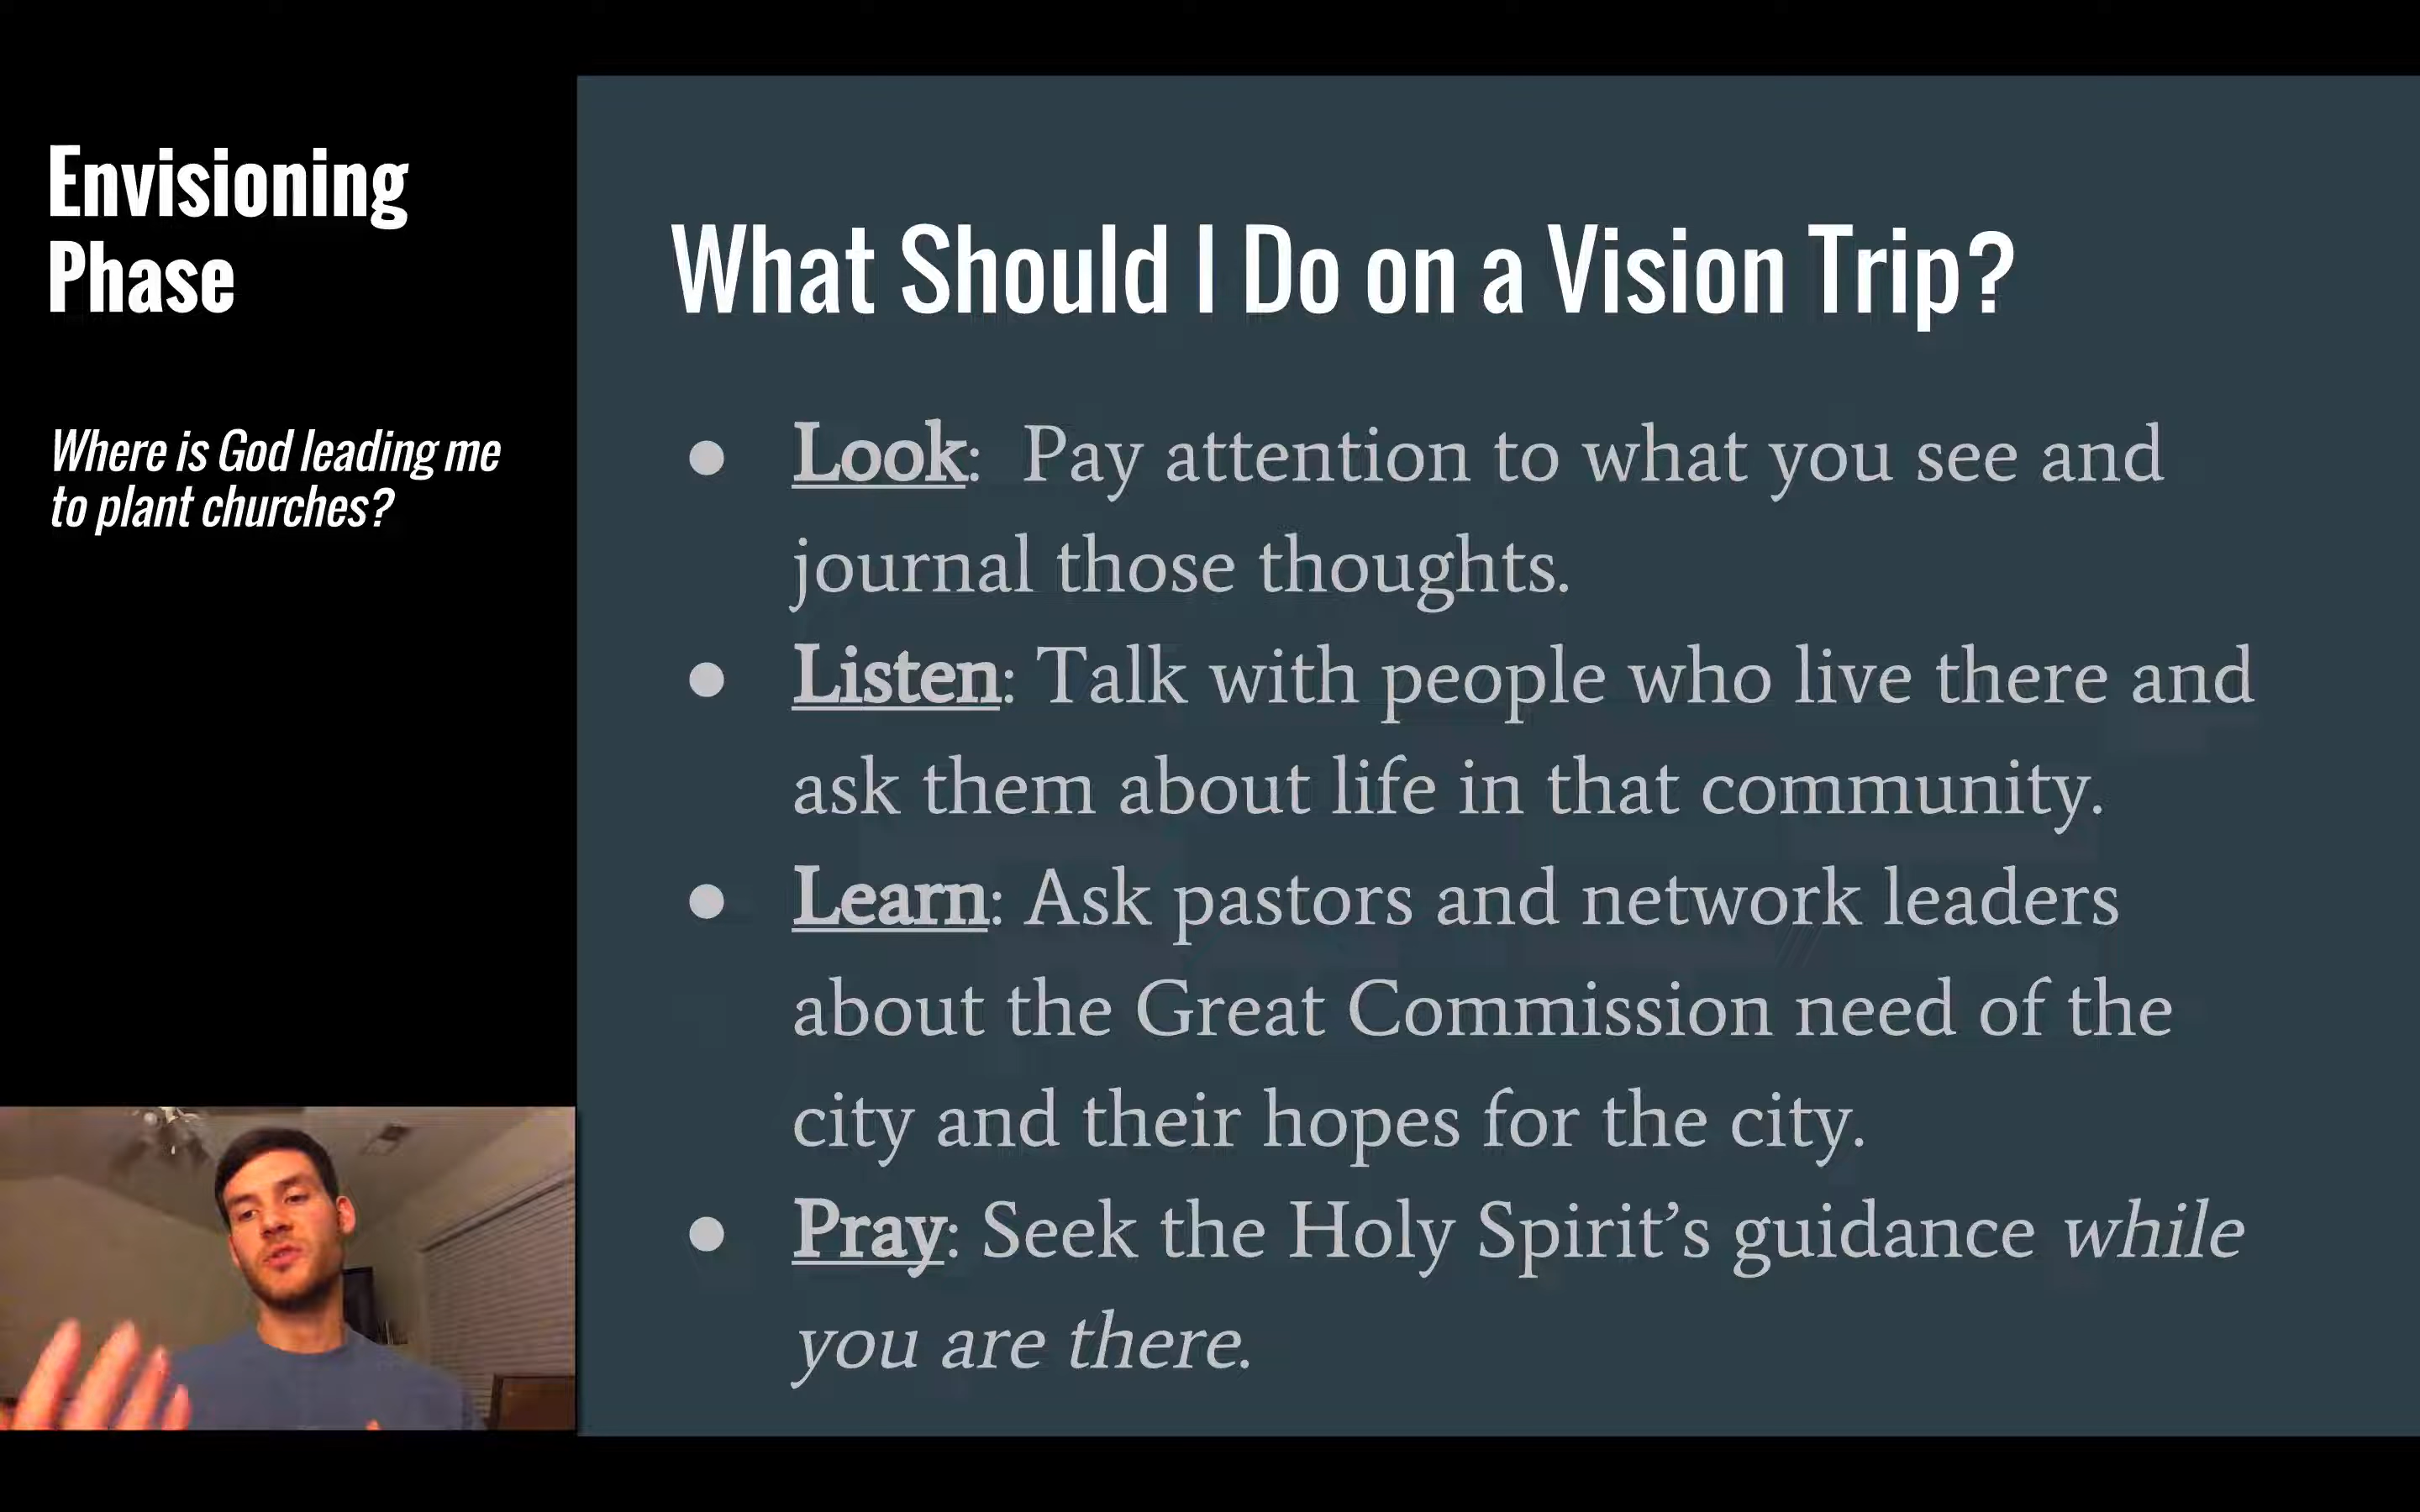 Envisioning
Phase
Where is God leading me
to plant churches?
What Should I Do on a Vision Trip?
● Look:  Pay attention to what you see and
journal those thoughts.
● Listen: Talk with people who live there and
ask them about life in that community.
● Learn: Ask pastors and network leaders
about the Great Commission need of the
city and their hopes for the city.
● Pray: Seek the Holy Spirit’s guidance while
you are there.